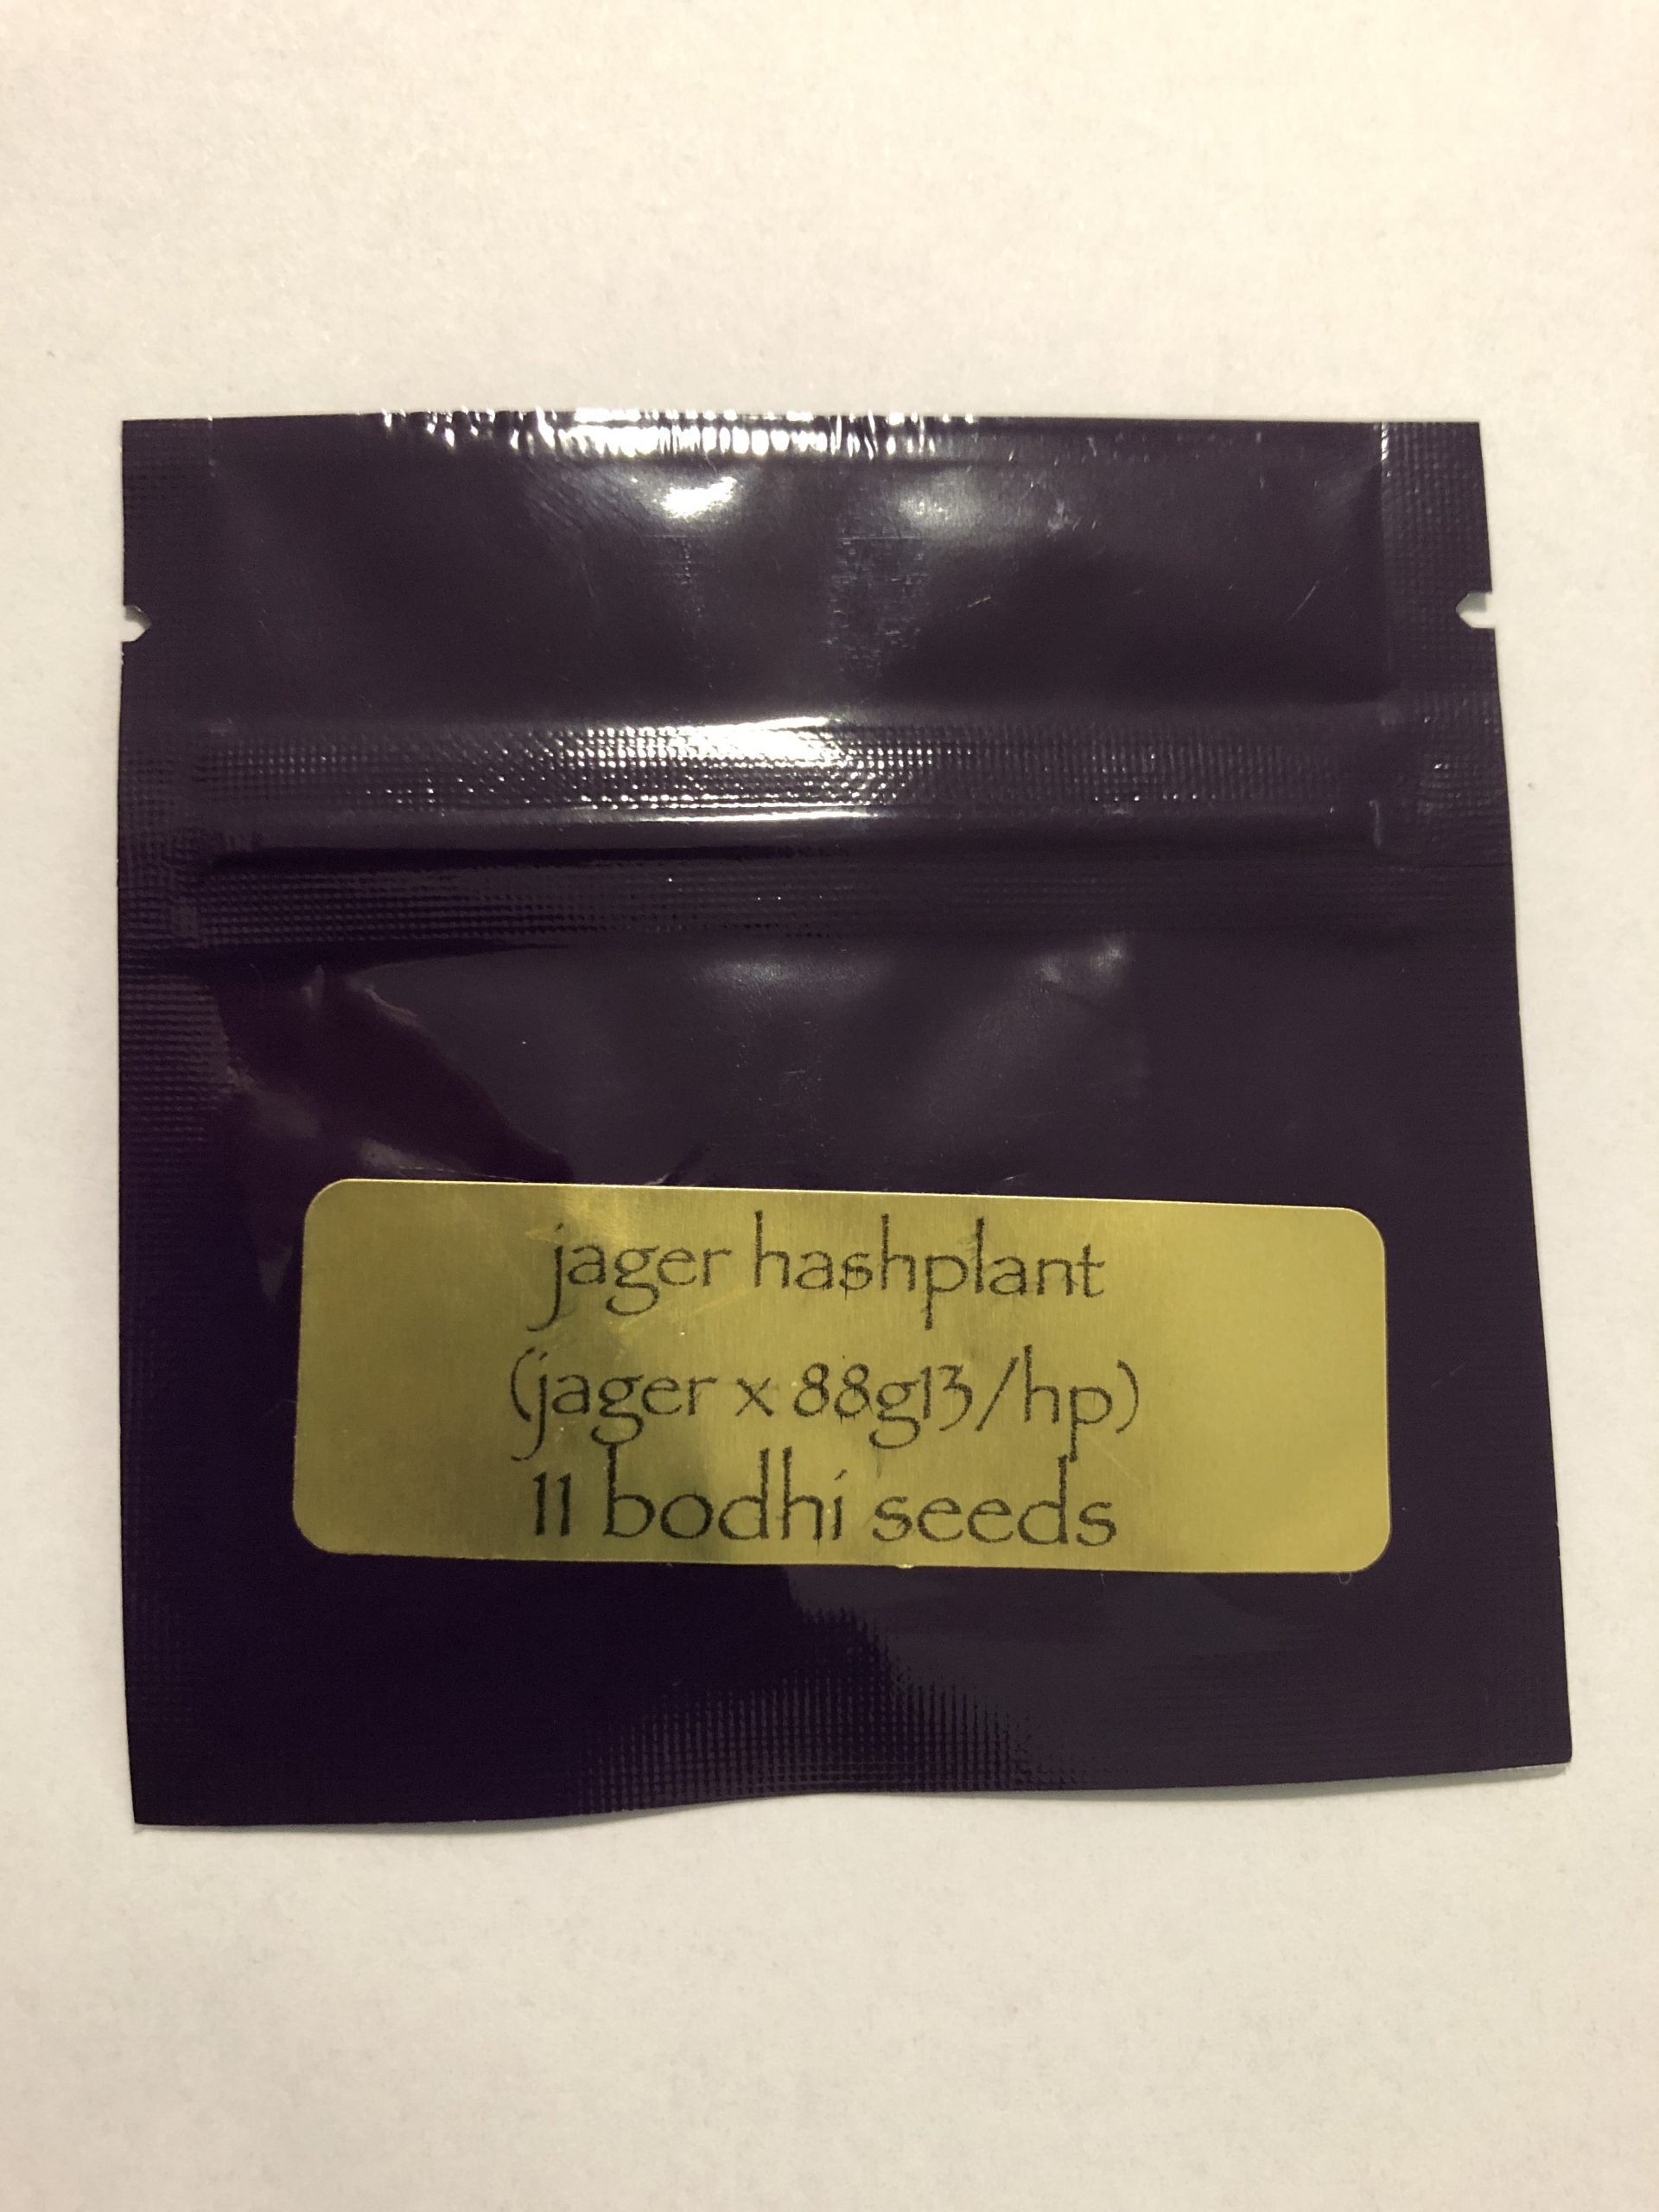 jager hashplant
(jager x 88g13/hp)
11 bodhi seeds